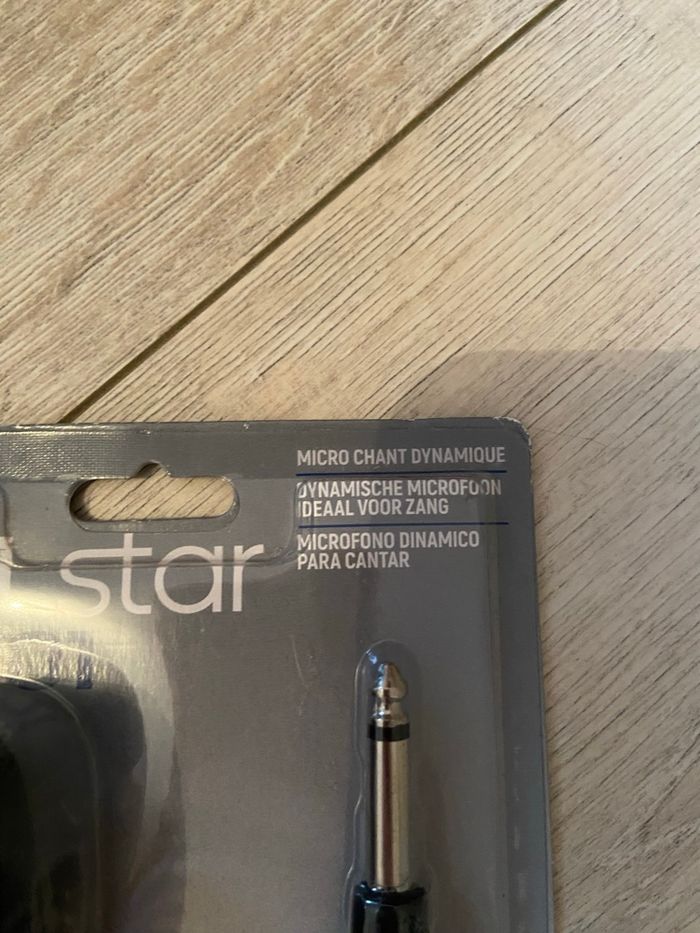 MICRO CHANT DYNAMIQUE
DYNAMISCHE MICROFOON
IDEAAL VOOR ZANG
MICROFONO DINAMICO
PARA CANTAR
star